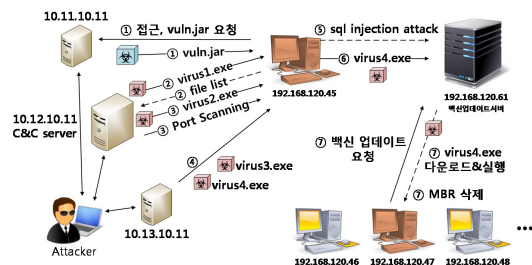 10.11.10.11
① 접근, vuln.jar 요청
① vuln.jar
② virus1.exe
② file list
③ virus2.exe
③ Port Scanning
10.12.10.11
C&C server
④
virus3.exe
virus4.exe
10.13.10.11
Attacker
192.168.120.45
⑤ sql injection attack
⑥ virus4.exe
192.168.120.61
백신업데이트서버
⑦ 백신 업데이트
요청
⑦ virus4.exe
다운로드&실행
⑦ MBR 삭제
192.168.120.46
192.168.120.47
192.168.120.48
...